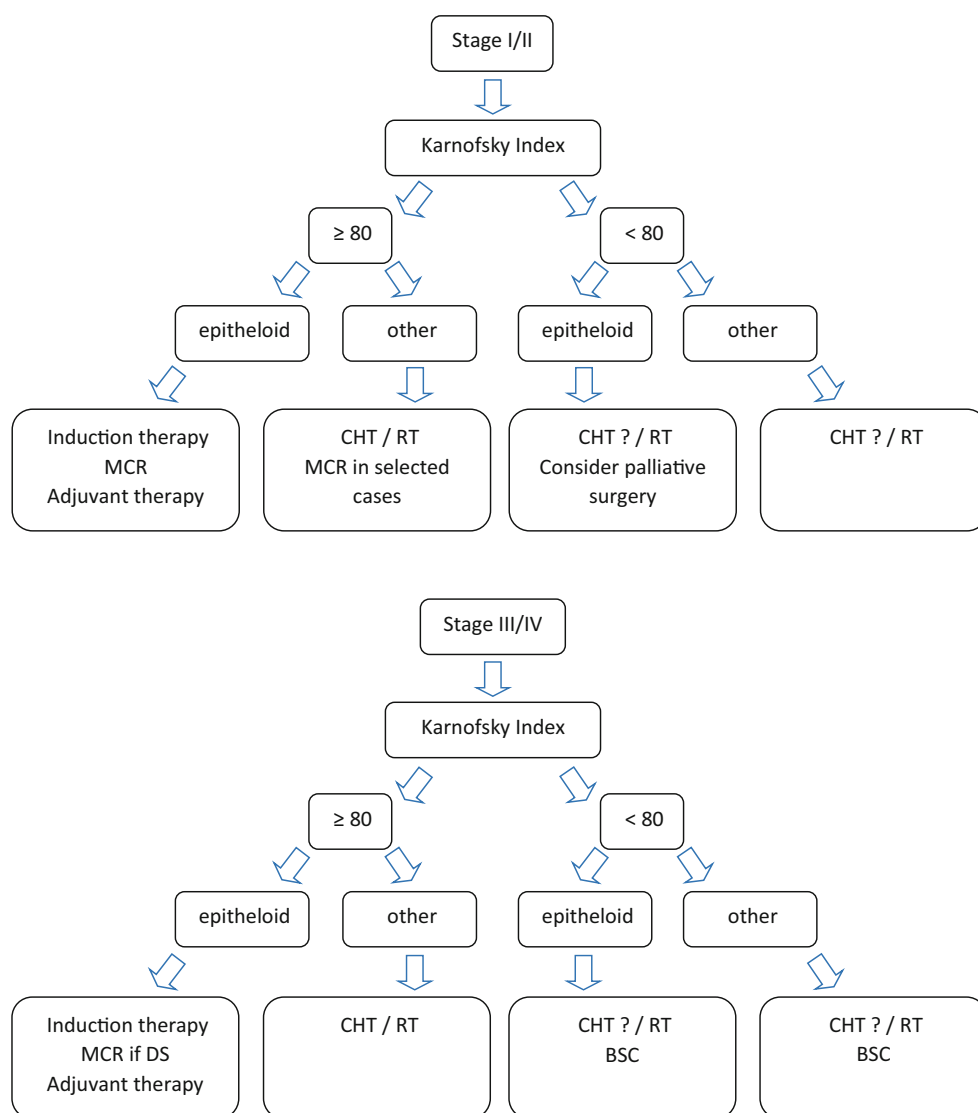 Stage I/II
Karnofsky Index
≥ 80
< 80
epitheloid
other
epitheloid
other
Induction therapy
MCR
Adjuvant therapy
CHT / RT
MCR in selected
cases
CHT ? / RT
Consider palliative
surgery
CHT ? / RT
Stage III/IV
Karnofsky Index
≥ 80
< 80
epitheloid
other
epitheloid
other
Induction therapy
MCR if DS
Adjuvant therapy
CHT / RT
CHT ? / RT
BSC
CHT ? / RT
BSC